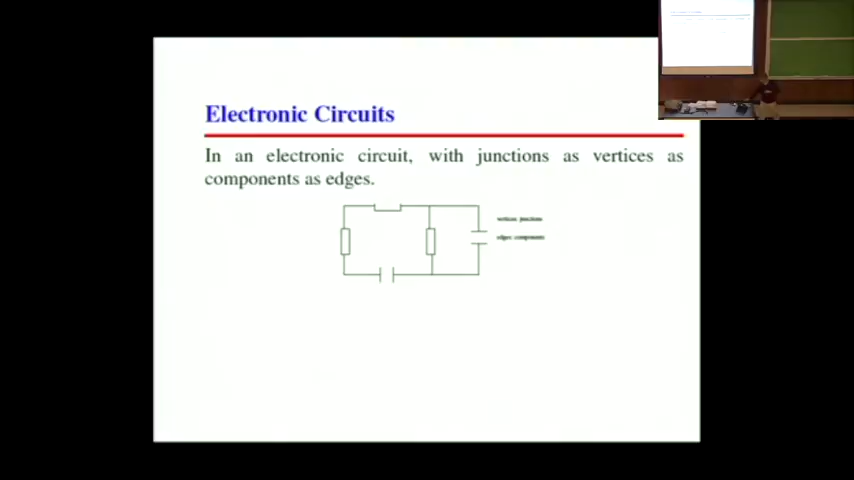 Electronic Circuits
In an electronic circuit, with junctions as vertices as
components as edges.
vertices: junctions
edges: components